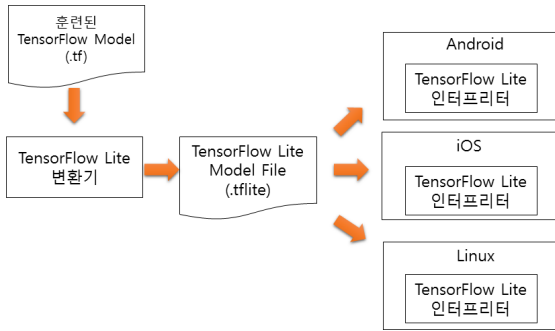 훈련된
TensorFlow Model
(.tf)
TensorFlow Lite
변환기
TensorFlow Lite
Model File
(.tflite)
Android
TensorFlow Lite
인터프리터
iOS
TensorFlow Lite
인터프리터
Linux
TensorFlow Lite
인터프리터